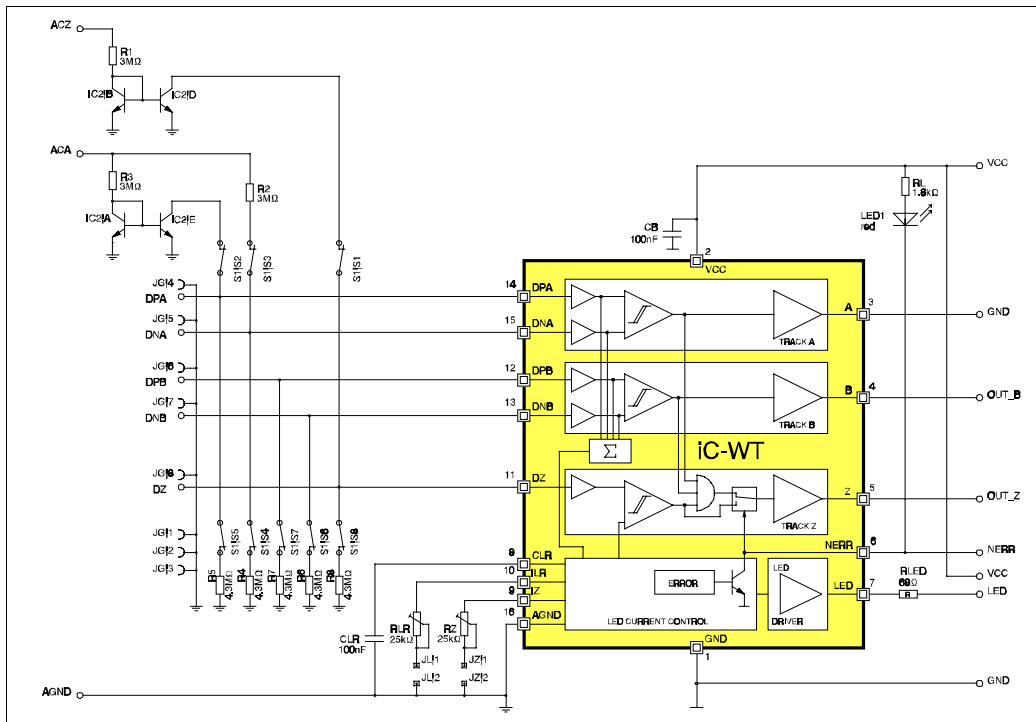 ACZ
R1
3MΩ
IC2|B
IC2|D
ACA
R3
3MΩ
R2
3MΩ
IC2|A
IC2|E
S1|S2
S1|S3
S1|S1
VCC
RL
1.8kΩ
LED1
red
CB
100nF
2
VCC
JG|4
DPA
14
DPA
A
3
GND
JG|5
DNA
15
DNA
TRACK A
JG|6
DPB
12
DPB
B
4
OUT_B
JG|7
DNB
13
DNB
TRACK B
Σ
iC-WT
JG|8
DZ
11
DZ
Z
5
OUT_Z
TRACK Z
JG|1
JG|2
JG|3
S1|S5
S1|S4
S1|S7
S1|S6
S1|S8
R5
4.3MΩ
R4
4.3MΩ
R7
4.3MΩ
R6
4.3MΩ
R8
4.3MΩ
NERR
6
NERR
9
CLR
10
ILR
9
IZ
16
AGND
ERROR
LED CURRENT CONTROL
LED
DRIVER
LED
7
RLED
68Ω
R
VCC
LED
CLR
100nF
RLR
25kΩ
RZ
25kΩ
JL|1
JL|2
JZ|1
JZ|2
GND
1
AGND
GND